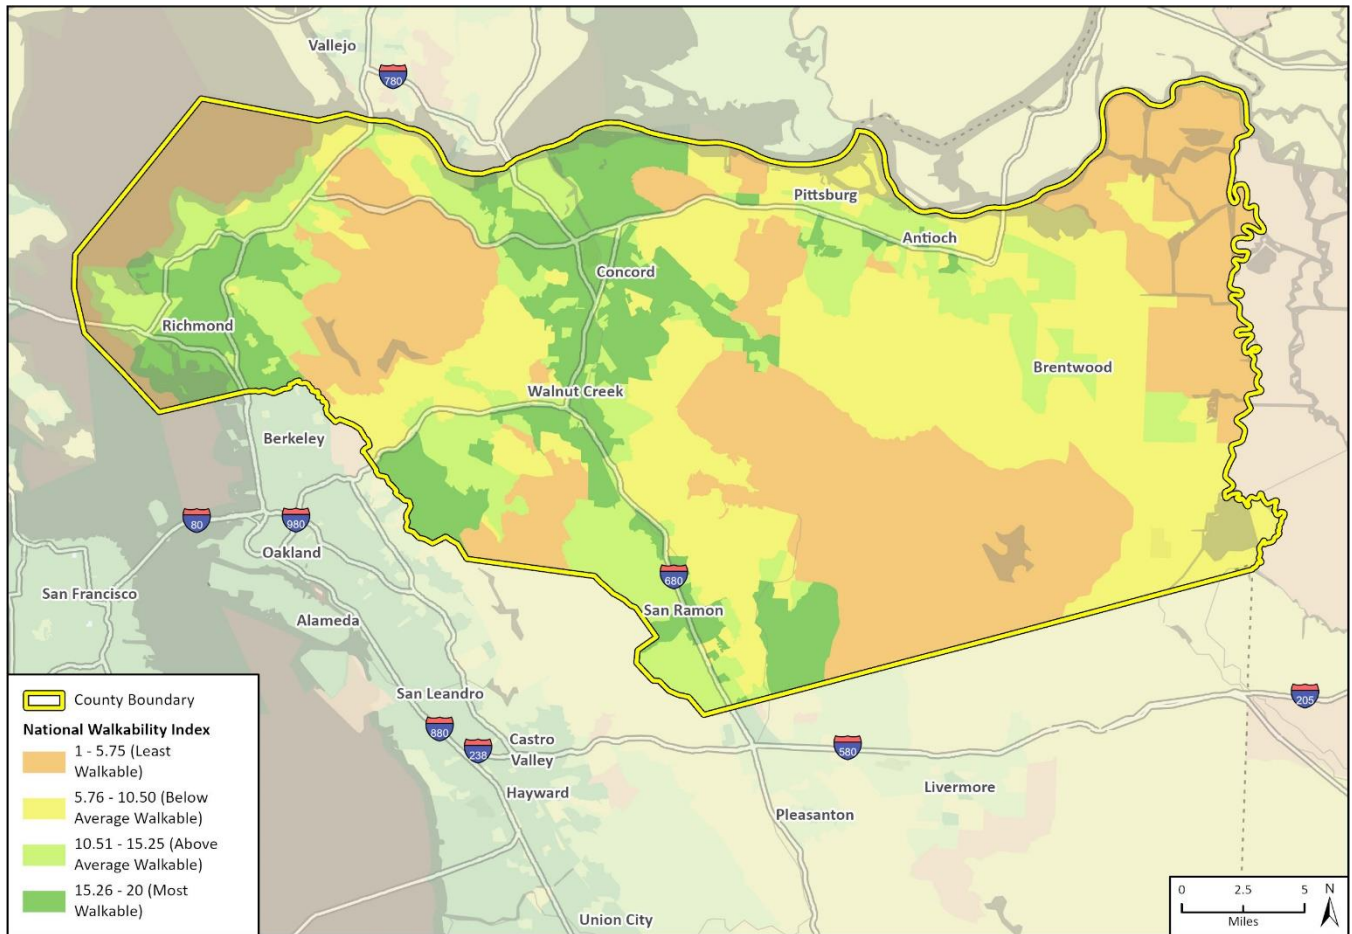 Vallejo
780
Pittsburg
Antioch
Concord
Richmond
Brentwood
Walnut Creek
Berkeley
80
980
Oakland
680
San Francisco
San Ramon
Alameda
San Leandro
205
880
238
Castro
Valley
580
Hayward
Livermore
Pleasanton
Union City
County Boundary
National Walkability Index
1 - 5.75 (Least
Walkable)
5.76 - 10.50 (Below
Average Walkable)
10.51 - 15.25 (Above
Average Walkable)
15.26 - 20 (Most
Walkable)
0 2.5 5 N
Miles